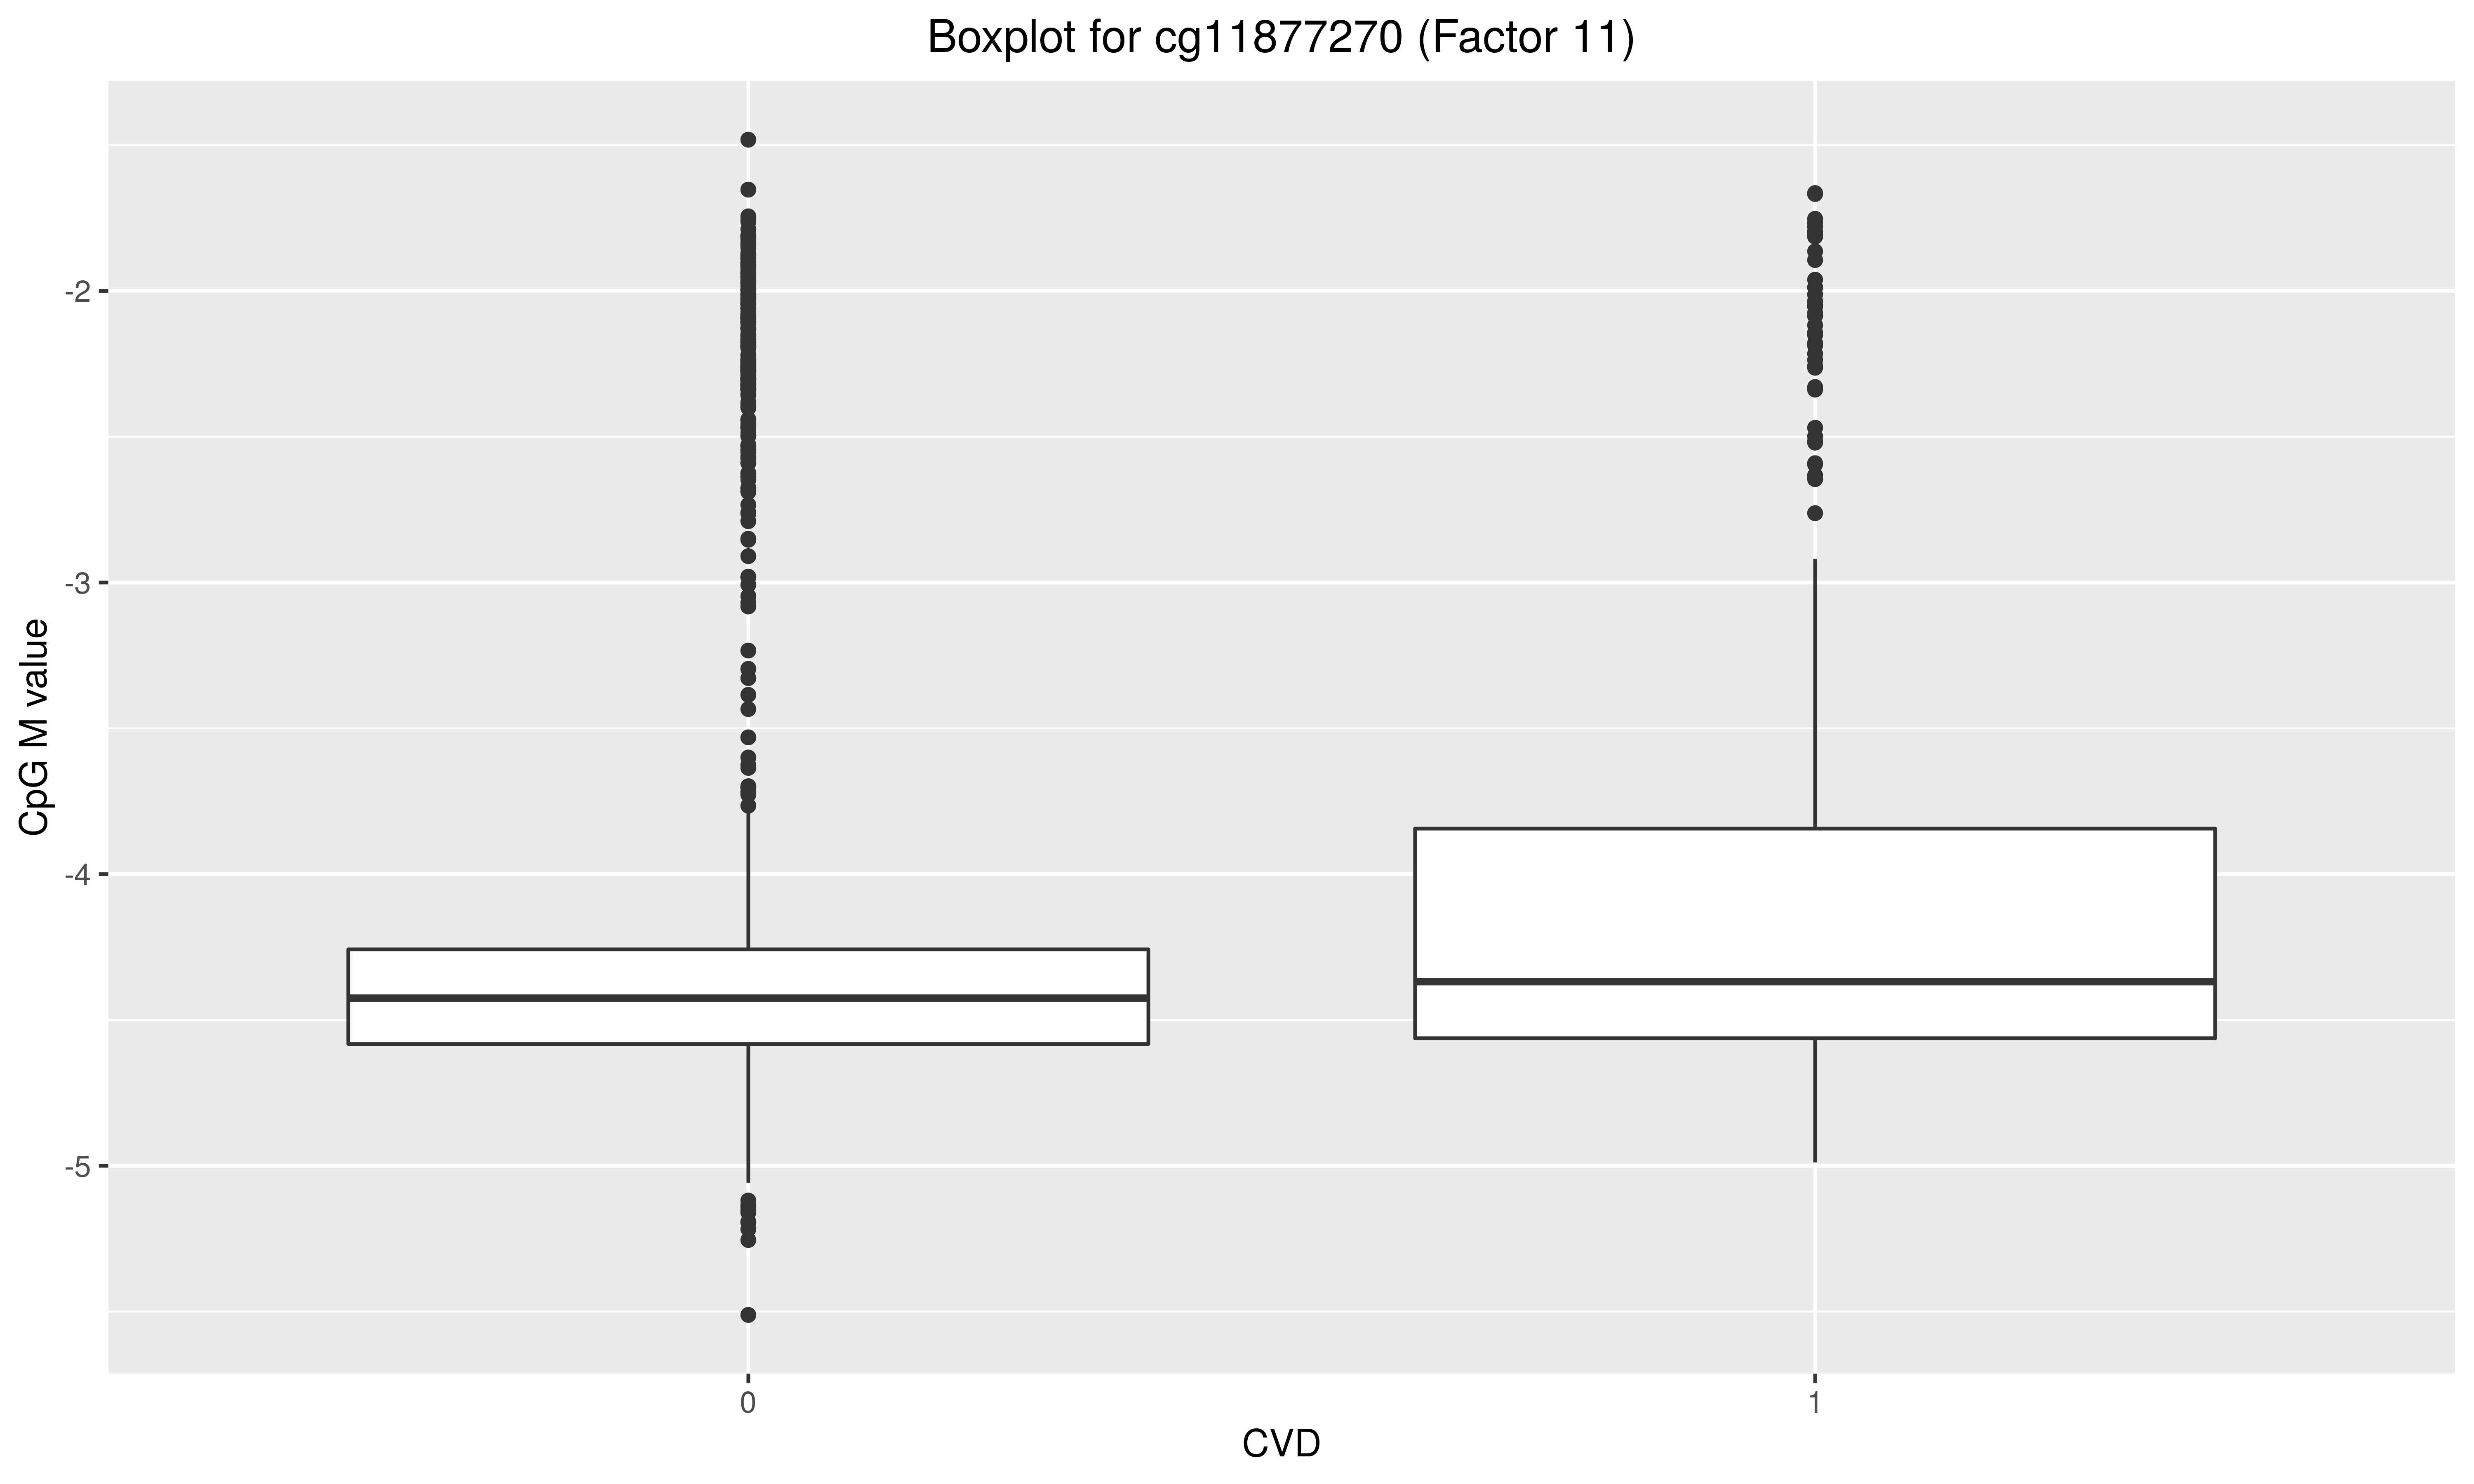 Boxplot for cg11877270 (Factor 11)
CpG M value
-2
-3
-4
-5
0
1
CVD